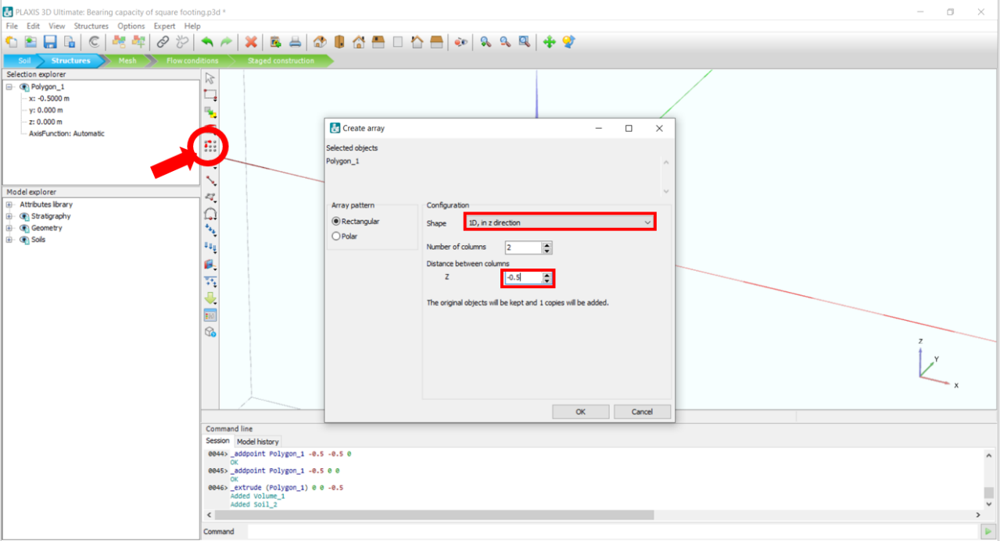 PLAXIS 3D Ultimate: Bearing capacity of square footing.p3d *
File Edit View Structures Options Expert Help
Soil Structures Mesh Flow conditions Staged construction
Selection explorer
Polygon_1
x: -0.5000 m
y: 0.000 m
z: 0.000 m
AxisFunction: Automatic
Model explorer
Attributes library
Stratigraphy
Geometry
Soils
Create array
Selected objects
Polygon_1
Array pattern
Rectangular
Polar
Configuration
Shape 1D, in z direction
Number of columns 2
Distance between columns
Z -0.5
The original objects will be kept and 1 copies will be added.
OK Cancel
Z
Y
X
Command line
Session Model history
0044> _addpoint Polygon_1 -0.5 -0.5 0
OK
0045> _addpoint Polygon_1 -0.5 0 0
OK
0046> _extrude (Polygon_1) 0 0 -0.5
Added Volume_1
Added Soil_2
Command